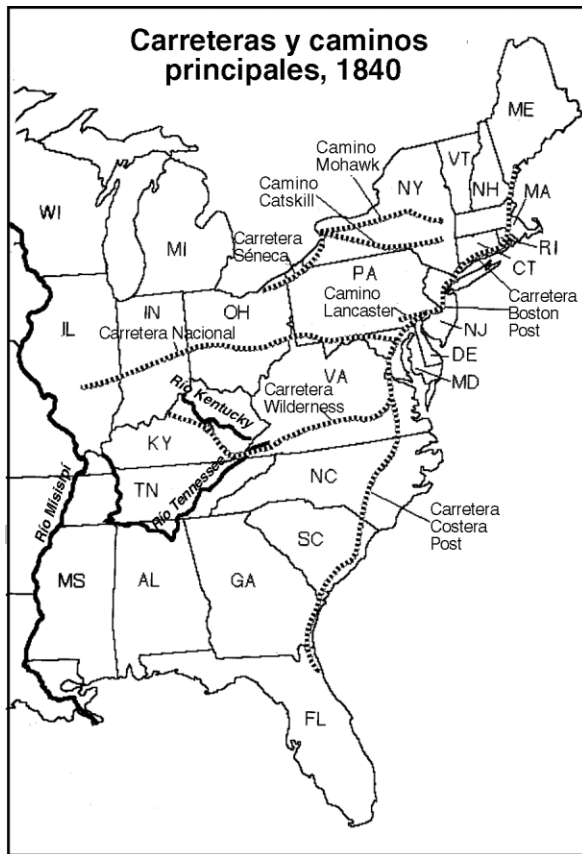 Carreteras y caminos
principales, 1840
ME
Camino
Mohawk
VT
Camino
Catskill
NY
NH
MA
WI
MI
Carretera
Séneca
RI
CT
PA
Camino
Lancaster
Carretera
Boston
Post
IL
IN
OH
Carretera Nacional
NJ
DE
MD
VA
Río Kentucky
Carretera
Wilderness
KY
Río Misisipí
TN
Río Tennessee
NC
Carretera
Costera
Post
SC
MS
AL
GA
FL